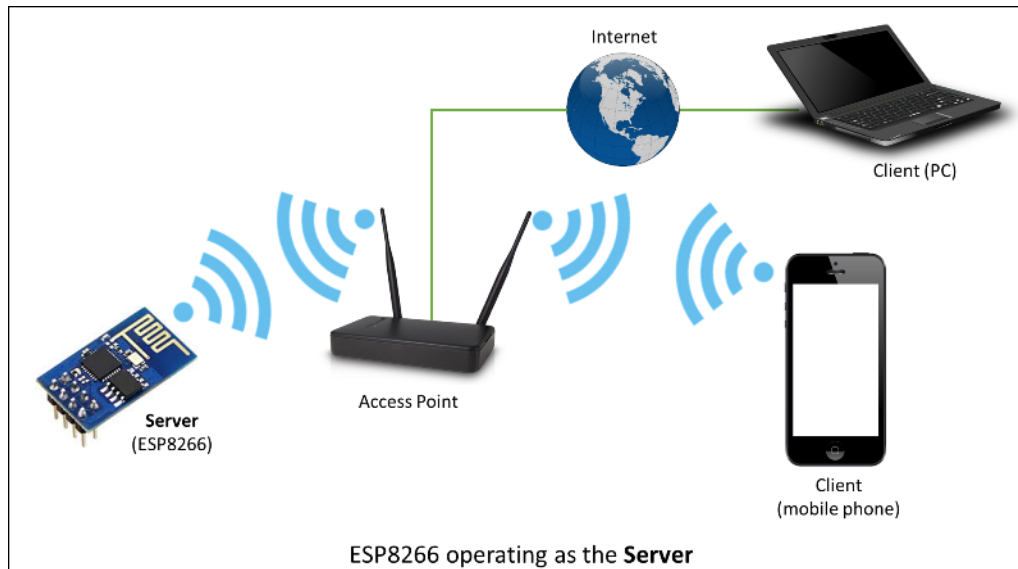 Internet
Client (PC)
Access Point
Server
(ESP8266)
Client
(mobile phone)
ESP8266 operating as the Server